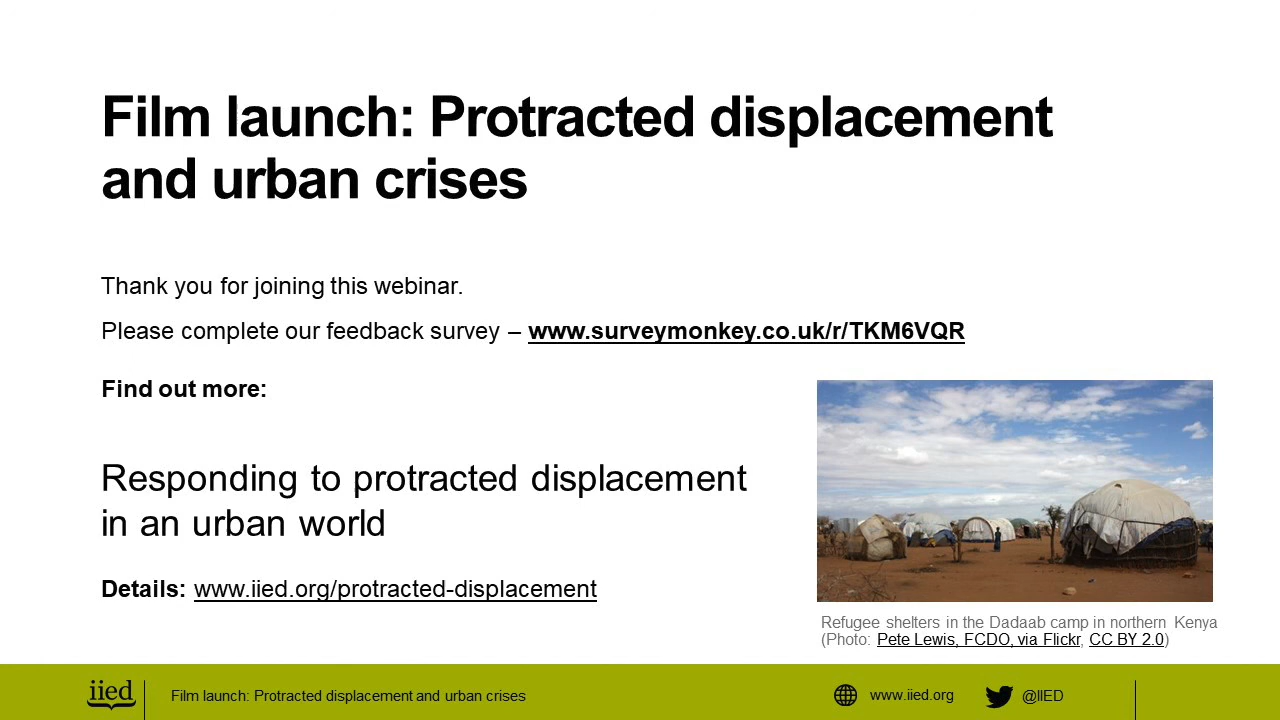 Film launch: Protracted displacement
and urban crises
Thank you for joining this webinar.
Please complete our feedback survey – www.surveymonkey.co.uk/r/TKM6VQR
Find out more:
Responding to protracted displacement
in an urban world
Details: www.iied.org/protracted-displacement
Refugee shelters in the Dadaab camp in northern Kenya
(Photo: Pete Lewis, FCDO, via Flickr, CC BY 2.0)
iied
Film launch: Protracted displacement and urban crises
www.iied.org
@IIED